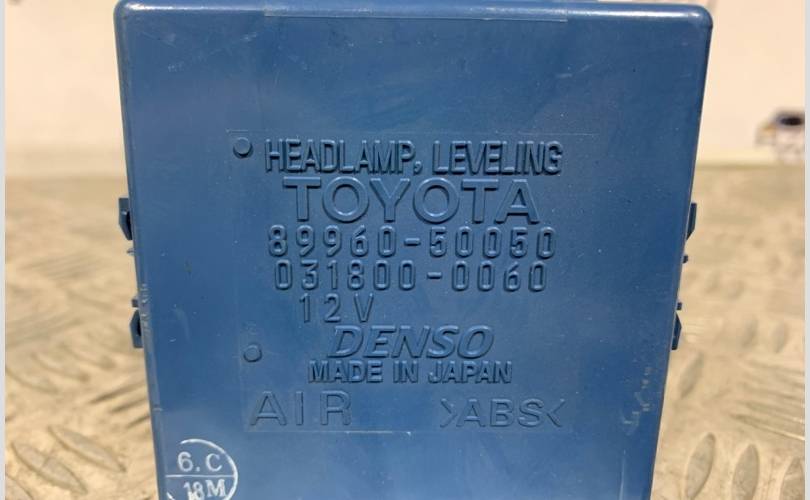 HEADLAMP, LEVELING
TOYOTA
89960-50050
031800-0060
12V
DENSO
MADE IN JAPAN
AIR >ABS<
6.C
18M